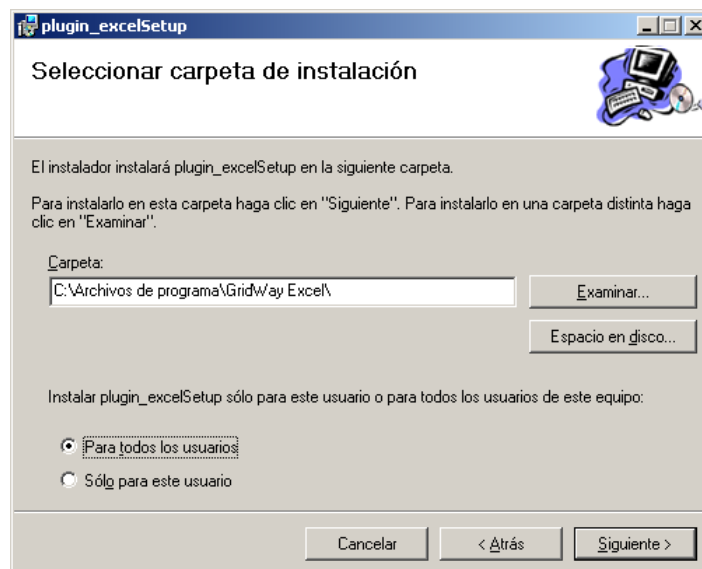 plugin_excelSetup
Seleccionar carpeta de instalación
El instalador instalará plugin_excelSetup en la siguiente carpeta.
Para instalarlo en esta carpeta haga clic en "Siguiente". Para instalarlo en una carpeta distinta haga
clic en "Examinar".
Carpeta:
C:\Archivos de programa\GridWay Excel\
Examinar...
Espacio en disco...
Instalar plugin_excelSetup sólo para este usuario o para todos los usuarios de este equipo:
Para todos los usuarios
Sólo para este usuario
Cancelar
< Atrás
Siguiente >